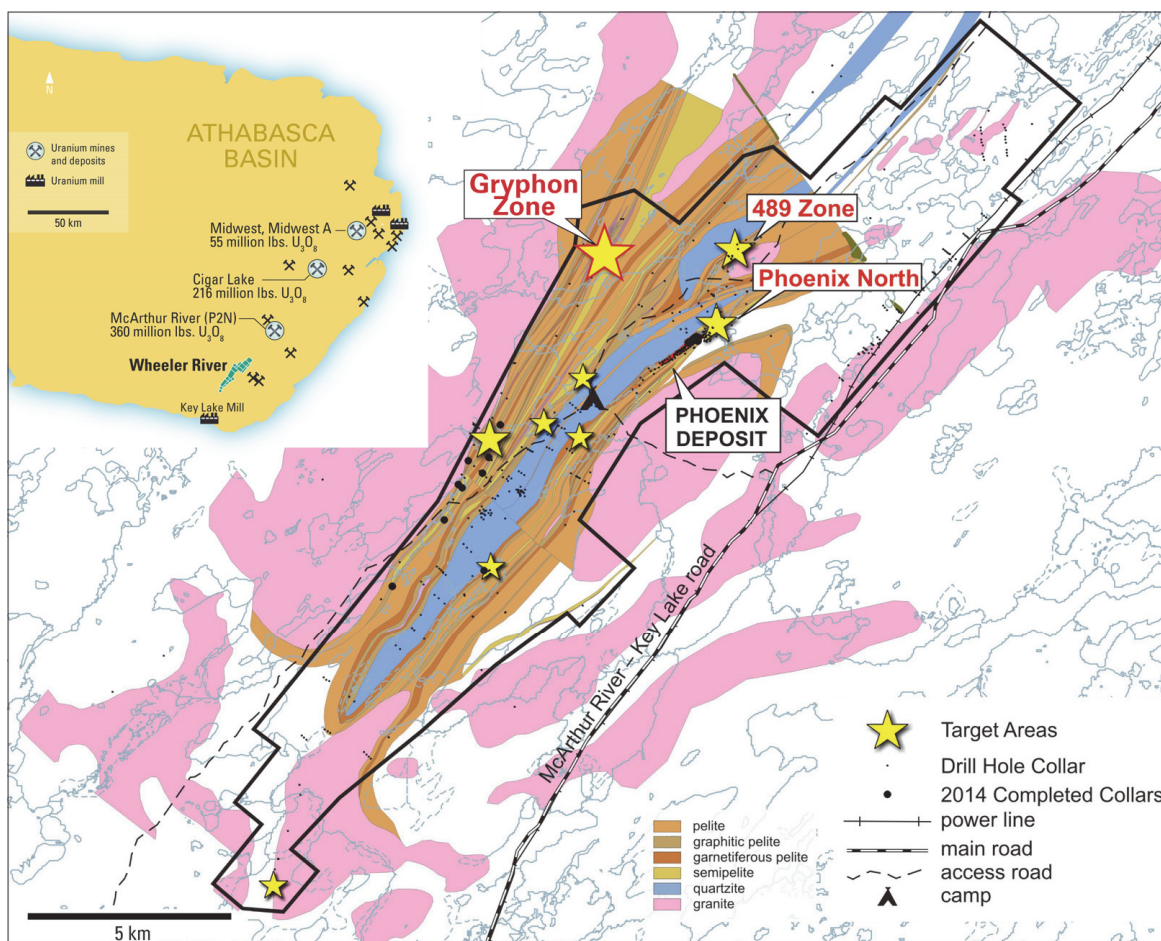 N
ATHABASCA
BASIN
Uranium mines
and deposits
Uranium mill
50 km
Midwest, Midwest A
55 million lbs. U₃O₈
Cigar Lake
216 million lbs. U₃O₈
McArthur River (P2N)
360 million lbs. U₃O₈
Wheeler River
Key Lake Mill
Gryphon
Zone
489 Zone
Phoenix North
PHOENIX
DEPOSIT
McArthur River – Key Lake road
Target Areas
Drill Hole Collar
2014 Completed Collars
power line
main road
access road
camp
pelite
graphitic pelite
garnetiferous pelite
semipelite
quartzite
granite
5 km